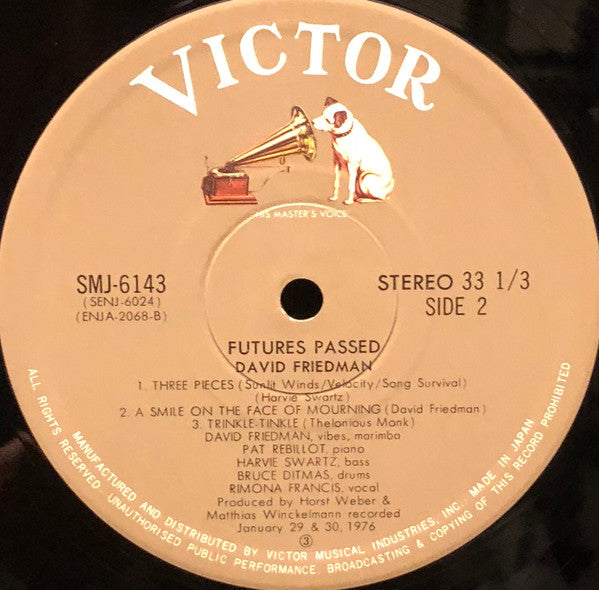 VICTOR
HIS MASTER'S VOICE
SMJ-6143
(SENJ-6024)
(ENJA-2068-B)
STEREO 33 1/3
SIDE 2
FUTURES PASSED
DAVID FRIEDMAN
1. THREE PIECES (Sunlit Winds/Velocity/Song Survival)
(Harvie Swartz)
2. A SMILE ON THE FACE OF MOURNING (David Friedman)
3. TRINKLE-TINKLE (Thelonious Monk)
DAVID FRIEDMAN, vibes, marimba
PAT REBILLOT, piano
HARVIE SWARTZ, bass
BRUCE DITMAS, drums
RIMONA FRANCIS, vocal
Produced by Horst Weber &
Matthias Winckelmann recorded
January 29 & 30, 1976
③
MANUFACTURED AND DISTRIBUTED BY VICTOR MUSICAL INDUSTRIES, INC. MADE IN JAPAN
ALL RIGHTS RESERVED. UNAUTHORISED PUBLIC PERFORMANCE, BROADCASTING & COPYING OF THIS RECORD PROHIBITED